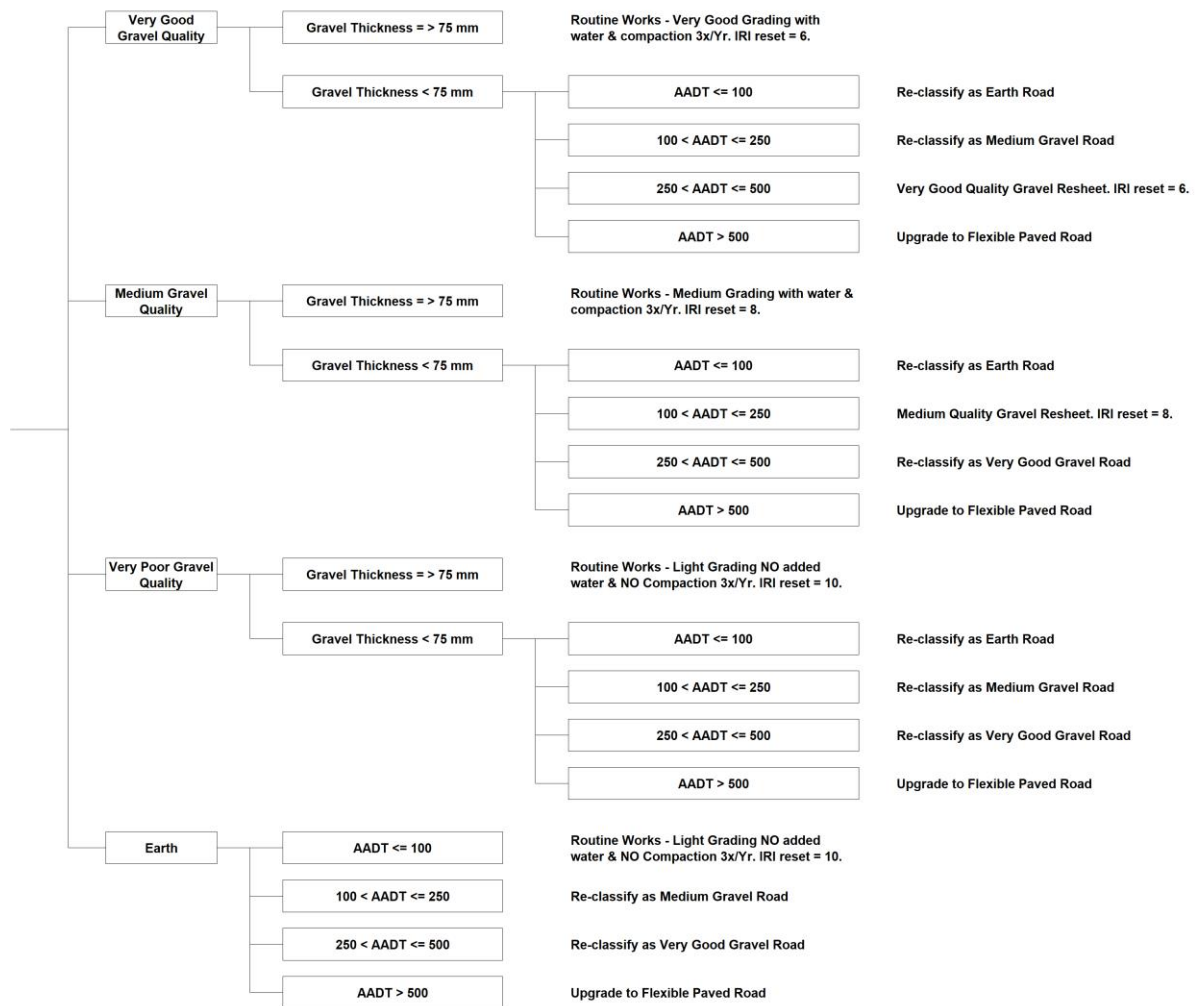 Very Good
Gravel Quality
Gravel Thickness = > 75 mm
Routine Works - Very Good Grading with
water & compaction 3x/Yr. IRI reset = 6.
Gravel Thickness < 75 mm
AADT <= 100
Re-classify as Earth Road
100 < AADT <= 250
Re-classify as Medium Gravel Road
250 < AADT <= 500
Very Good Quality Gravel Resheet. IRI reset = 6.
AADT > 500
Upgrade to Flexible Paved Road
Medium Gravel
Quality
Gravel Thickness = > 75 mm
Routine Works - Medium Grading with water &
compaction 3x/Yr. IRI reset = 8.
Gravel Thickness < 75 mm
AADT <= 100
Re-classify as Earth Road
100 < AADT <= 250
Medium Quality Gravel Resheet. IRI reset = 8.
250 < AADT <= 500
Re-classify as Very Good Gravel Road
AADT > 500
Upgrade to Flexible Paved Road
Very Poor Gravel
Quality
Gravel Thickness = > 75 mm
Routine Works - Light Grading NO added
water & NO Compaction 3x/Yr. IRI reset = 10.
Gravel Thickness < 75 mm
AADT <= 100
Re-classify as Earth Road
100 < AADT <= 250
Re-classify as Medium Gravel Road
250 < AADT <= 500
Re-classify as Very Good Gravel Road
AADT > 500
Upgrade to Flexible Paved Road
Earth
AADT <= 100
Routine Works - Light Grading NO added
water & NO Compaction 3x/Yr. IRI reset = 10.
100 < AADT <= 250
Re-classify as Medium Gravel Road
250 < AADT <= 500
Re-classify as Very Good Gravel Road
AADT > 500
Upgrade to Flexible Paved Road